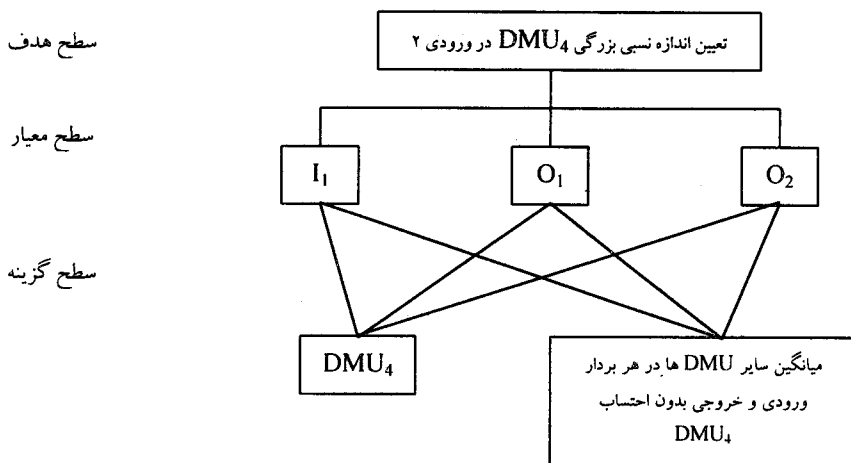 سطح هدف
تعیین اندازه نسبی بزرگی DMU4 در ورودی ۲
سطح معیار
I1
O1
O2
سطح گزینه
DMU4
میانگین سایر DMU ها در هر بردار
ورودی و خروجی بدون احتساب
DMU4